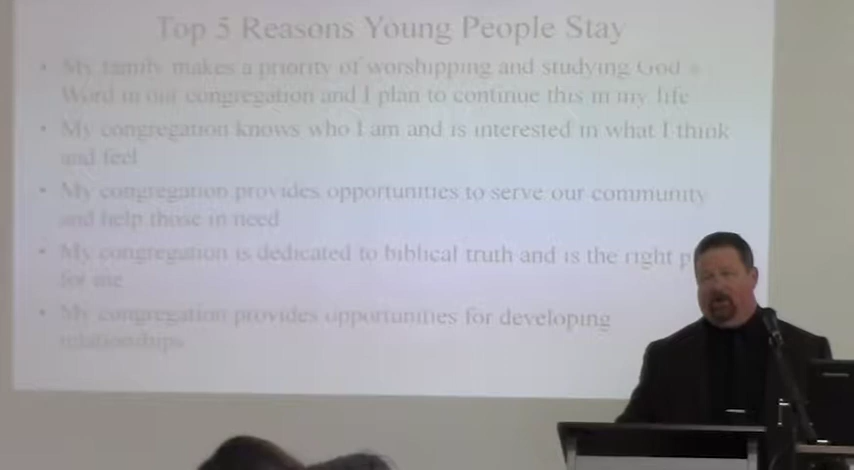 Top 5 Reasons Young People Stay
• My family makes a priority of worshipping and studying God's
Word in our congregation and I plan to continue this in my life
• My congregation knows who I am and is interested in what I think
and feel
• My congregation provides opportunities to serve our community
and help those in need
• My congregation is dedicated to biblical truth and is the right
for me
• My congregation provides opportunities for developing
relationships